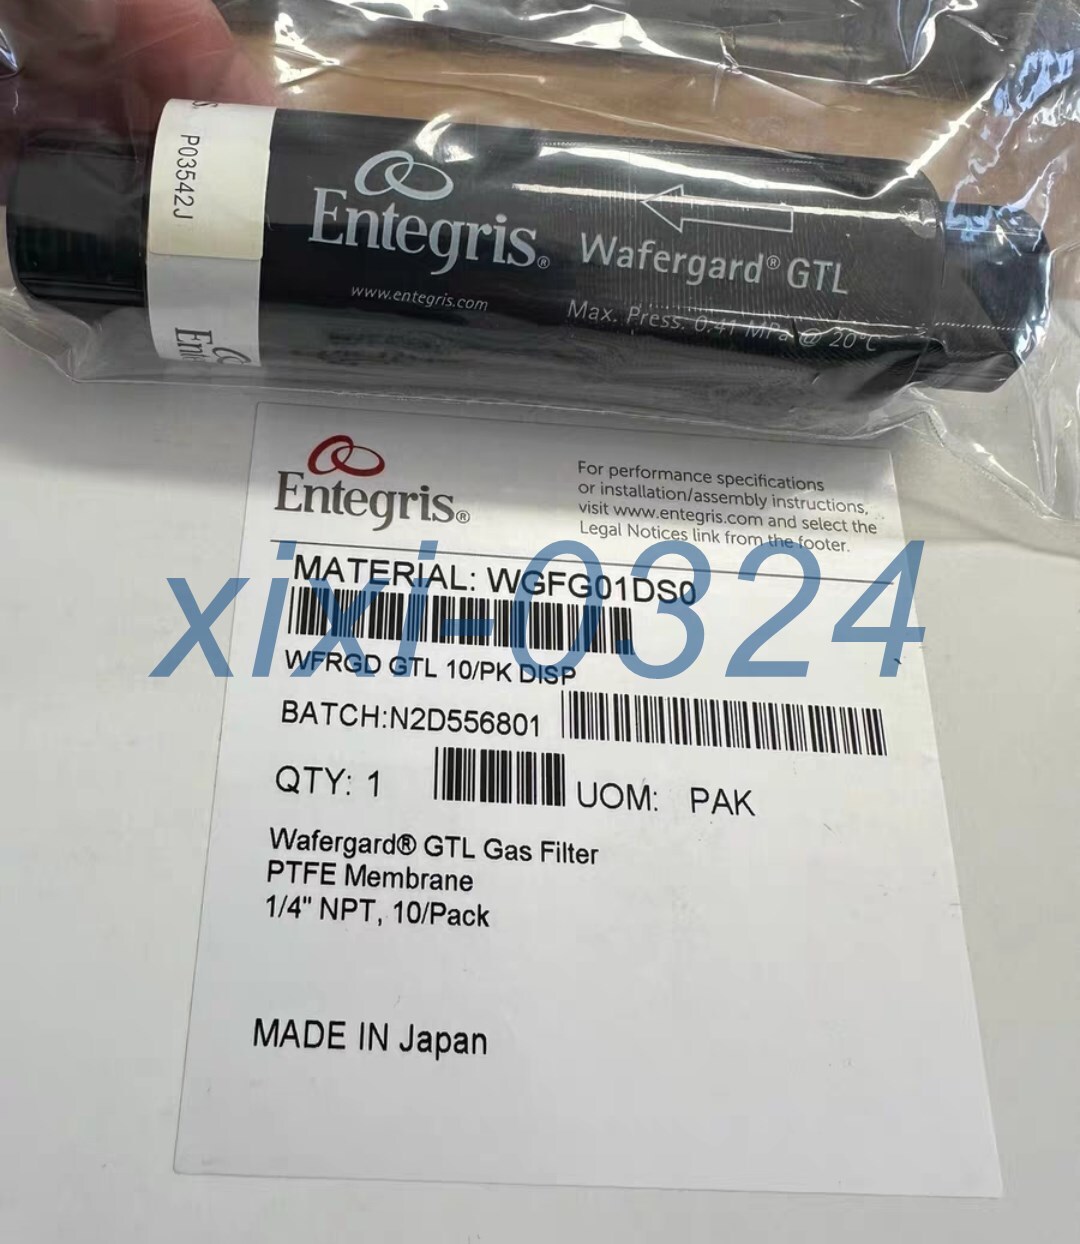 P03542J
Entegris®
www.entegris.com
Wafergard® GTL
Max. Press. 0.41 MPa @ 20°C
Entegris®
For performance specifications
or installation/assembly instructions,
visit www.entegris.com and select the
Legal Notices link from the footer.
MATERIAL: WGFG01DS0
xixi-0324
WFRGD GTL 10/PK DISP
BATCH:N2D556801
QTY: 1
UOM: PAK
Wafergard® GTL Gas Filter
PTFE Membrane
1/4" NPT, 10/Pack
MADE IN Japan